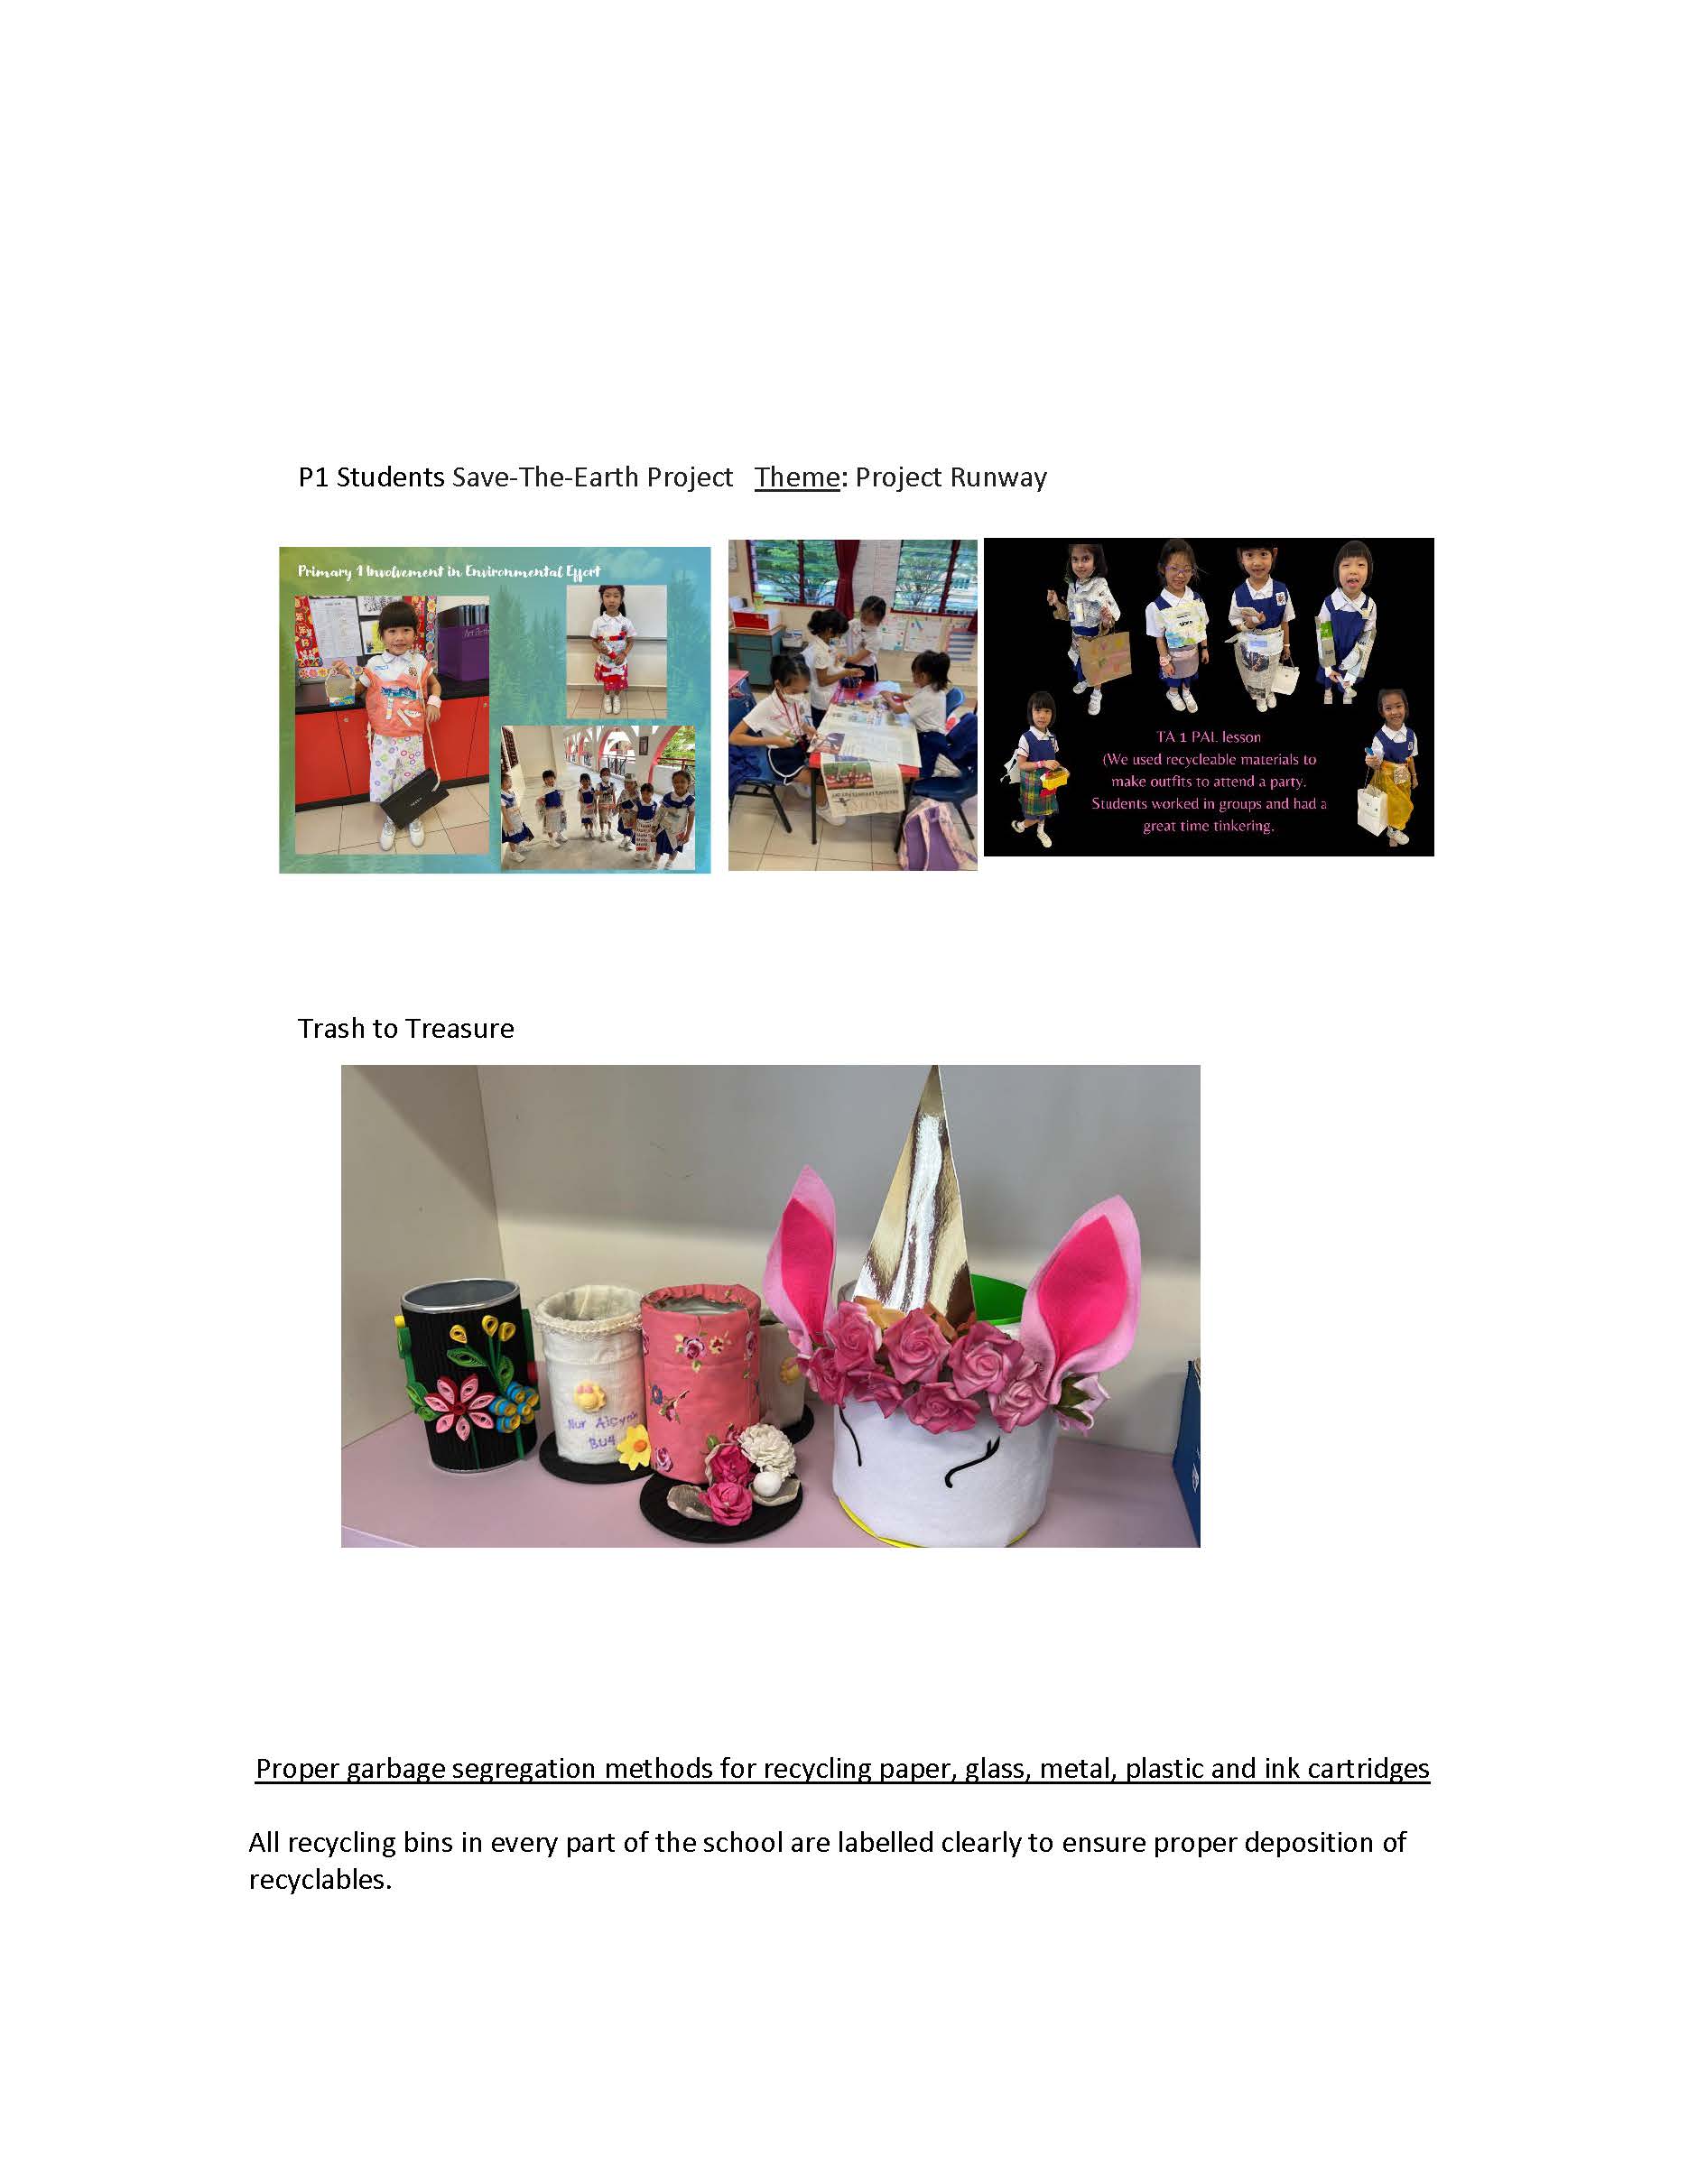 P1 Students Save-The-Earth Project Theme: Project Runway
Primary 1 Involvement in Environmental Effort
TA 1 PAL lesson
(We used recycleable materials to
make outfits to attend a party.
Students worked in groups and had a
great time tinkering.
Trash to Treasure
BU4
Proper garbage segregation methods for recycling paper, glass, metal, plastic and ink cartridges
All recycling bins in every part of the school are labelled clearly to ensure proper deposition of
recyclables.